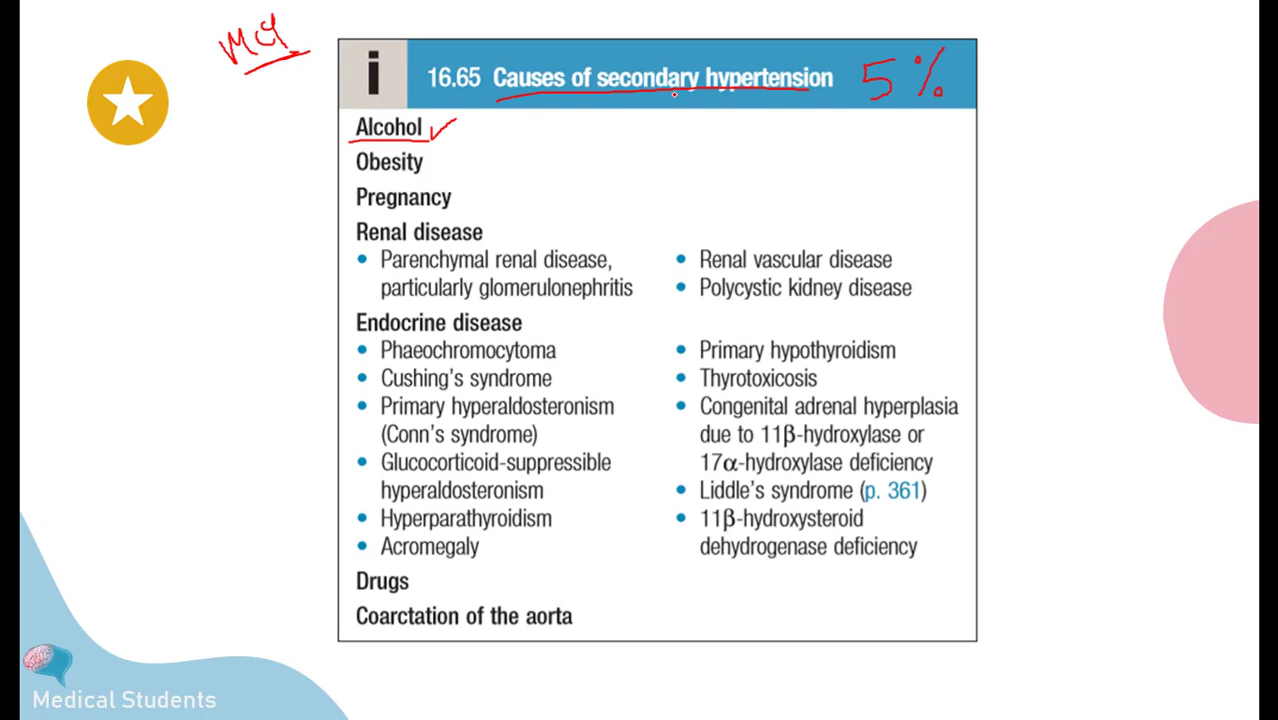 MCQ
i
16.65 Causes of secondary hypertension
5%
Alcohol ✓
Obesity
Pregnancy
Renal disease
• Parenchymal renal disease,
particularly glomerulonephritis
• Renal vascular disease
• Polycystic kidney disease
Endocrine disease
• Phaeochromocytoma
• Cushing's syndrome
• Primary hyperaldosteronism
(Conn's syndrome)
• Glucocorticoid-suppressible
hyperaldosteronism
• Hyperparathyroidism
• Acromegaly
• Primary hypothyroidism
• Thyrotoxicosis
• Congenital adrenal hyperplasia
due to 11β-hydroxylase or
17α-hydroxylase deficiency
• Liddle's syndrome (p. 361)
• 11β-hydroxysteroid
dehydrogenase deficiency
Drugs
Coarctation of the aorta
Medical Students